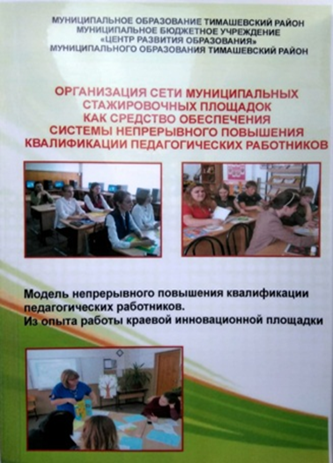 МУНИЦИПАЛЬНОЕ ОБРАЗОВАНИЕ ТИМАШЕВСКИЙ РАЙОН
МУНИЦИПАЛЬНОЕ БЮДЖЕТНОЕ УЧРЕЖДЕНИЕ
«ЦЕНТР РАЗВИТИЯ ОБРАЗОВАНИЯ»
МУНИЦИПАЛЬНОГО ОБРАЗОВАНИЯ ТИМАШЕВСКИЙ РАЙОН
ОРГАНИЗАЦИЯ СЕТИ МУНИЦИПАЛЬНЫХ
СТАЖИРОВОЧНЫХ ПЛОЩАДОК
КАК СРЕДСТВО ОБЕСПЕЧЕНИЯ
СИСТЕМЫ НЕПРЕРЫВНОГО ПОВЫШЕНИЯ
КВАЛИФИКАЦИИ ПЕДАГОГИЧЕСКИХ РАБОТНИКОВ
Модель непрерывного повышения квалификации
педагогических работников.
Из опыта работы краевой инновационной площадки